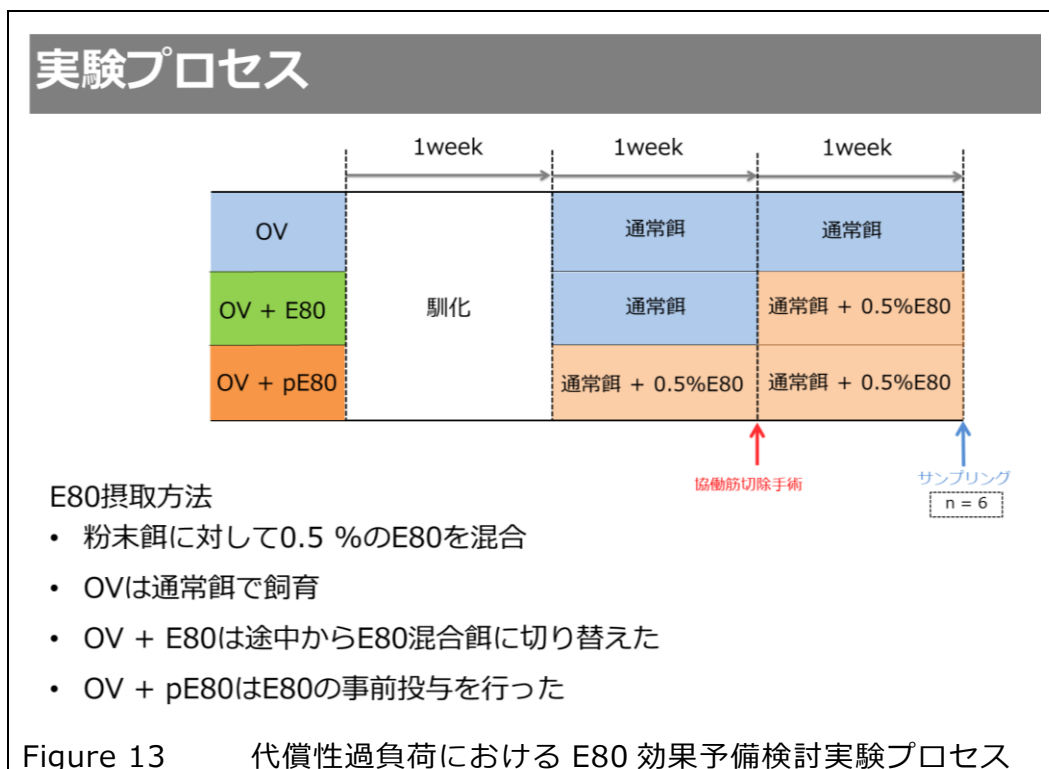 実験プロセス
1week 1week 1week
OV 通常餌 通常餌
OV + E80 馴化 通常餌 通常餌 + 0.5%E80
OV + pE80 通常餌 + 0.5%E80 通常餌 + 0.5%E80
協働筋切除手術 サンプリング
n = 6
E80摂取方法
• 粉末餌に対して0.5 %のE80を混合
• OVは通常餌で飼育
• OV + E80は途中からE80混合餌に切り替えた
• OV + pE80はE80の事前投与を行った
Figure 13 代償性過負荷における E80 効果予備検討実験プロセス